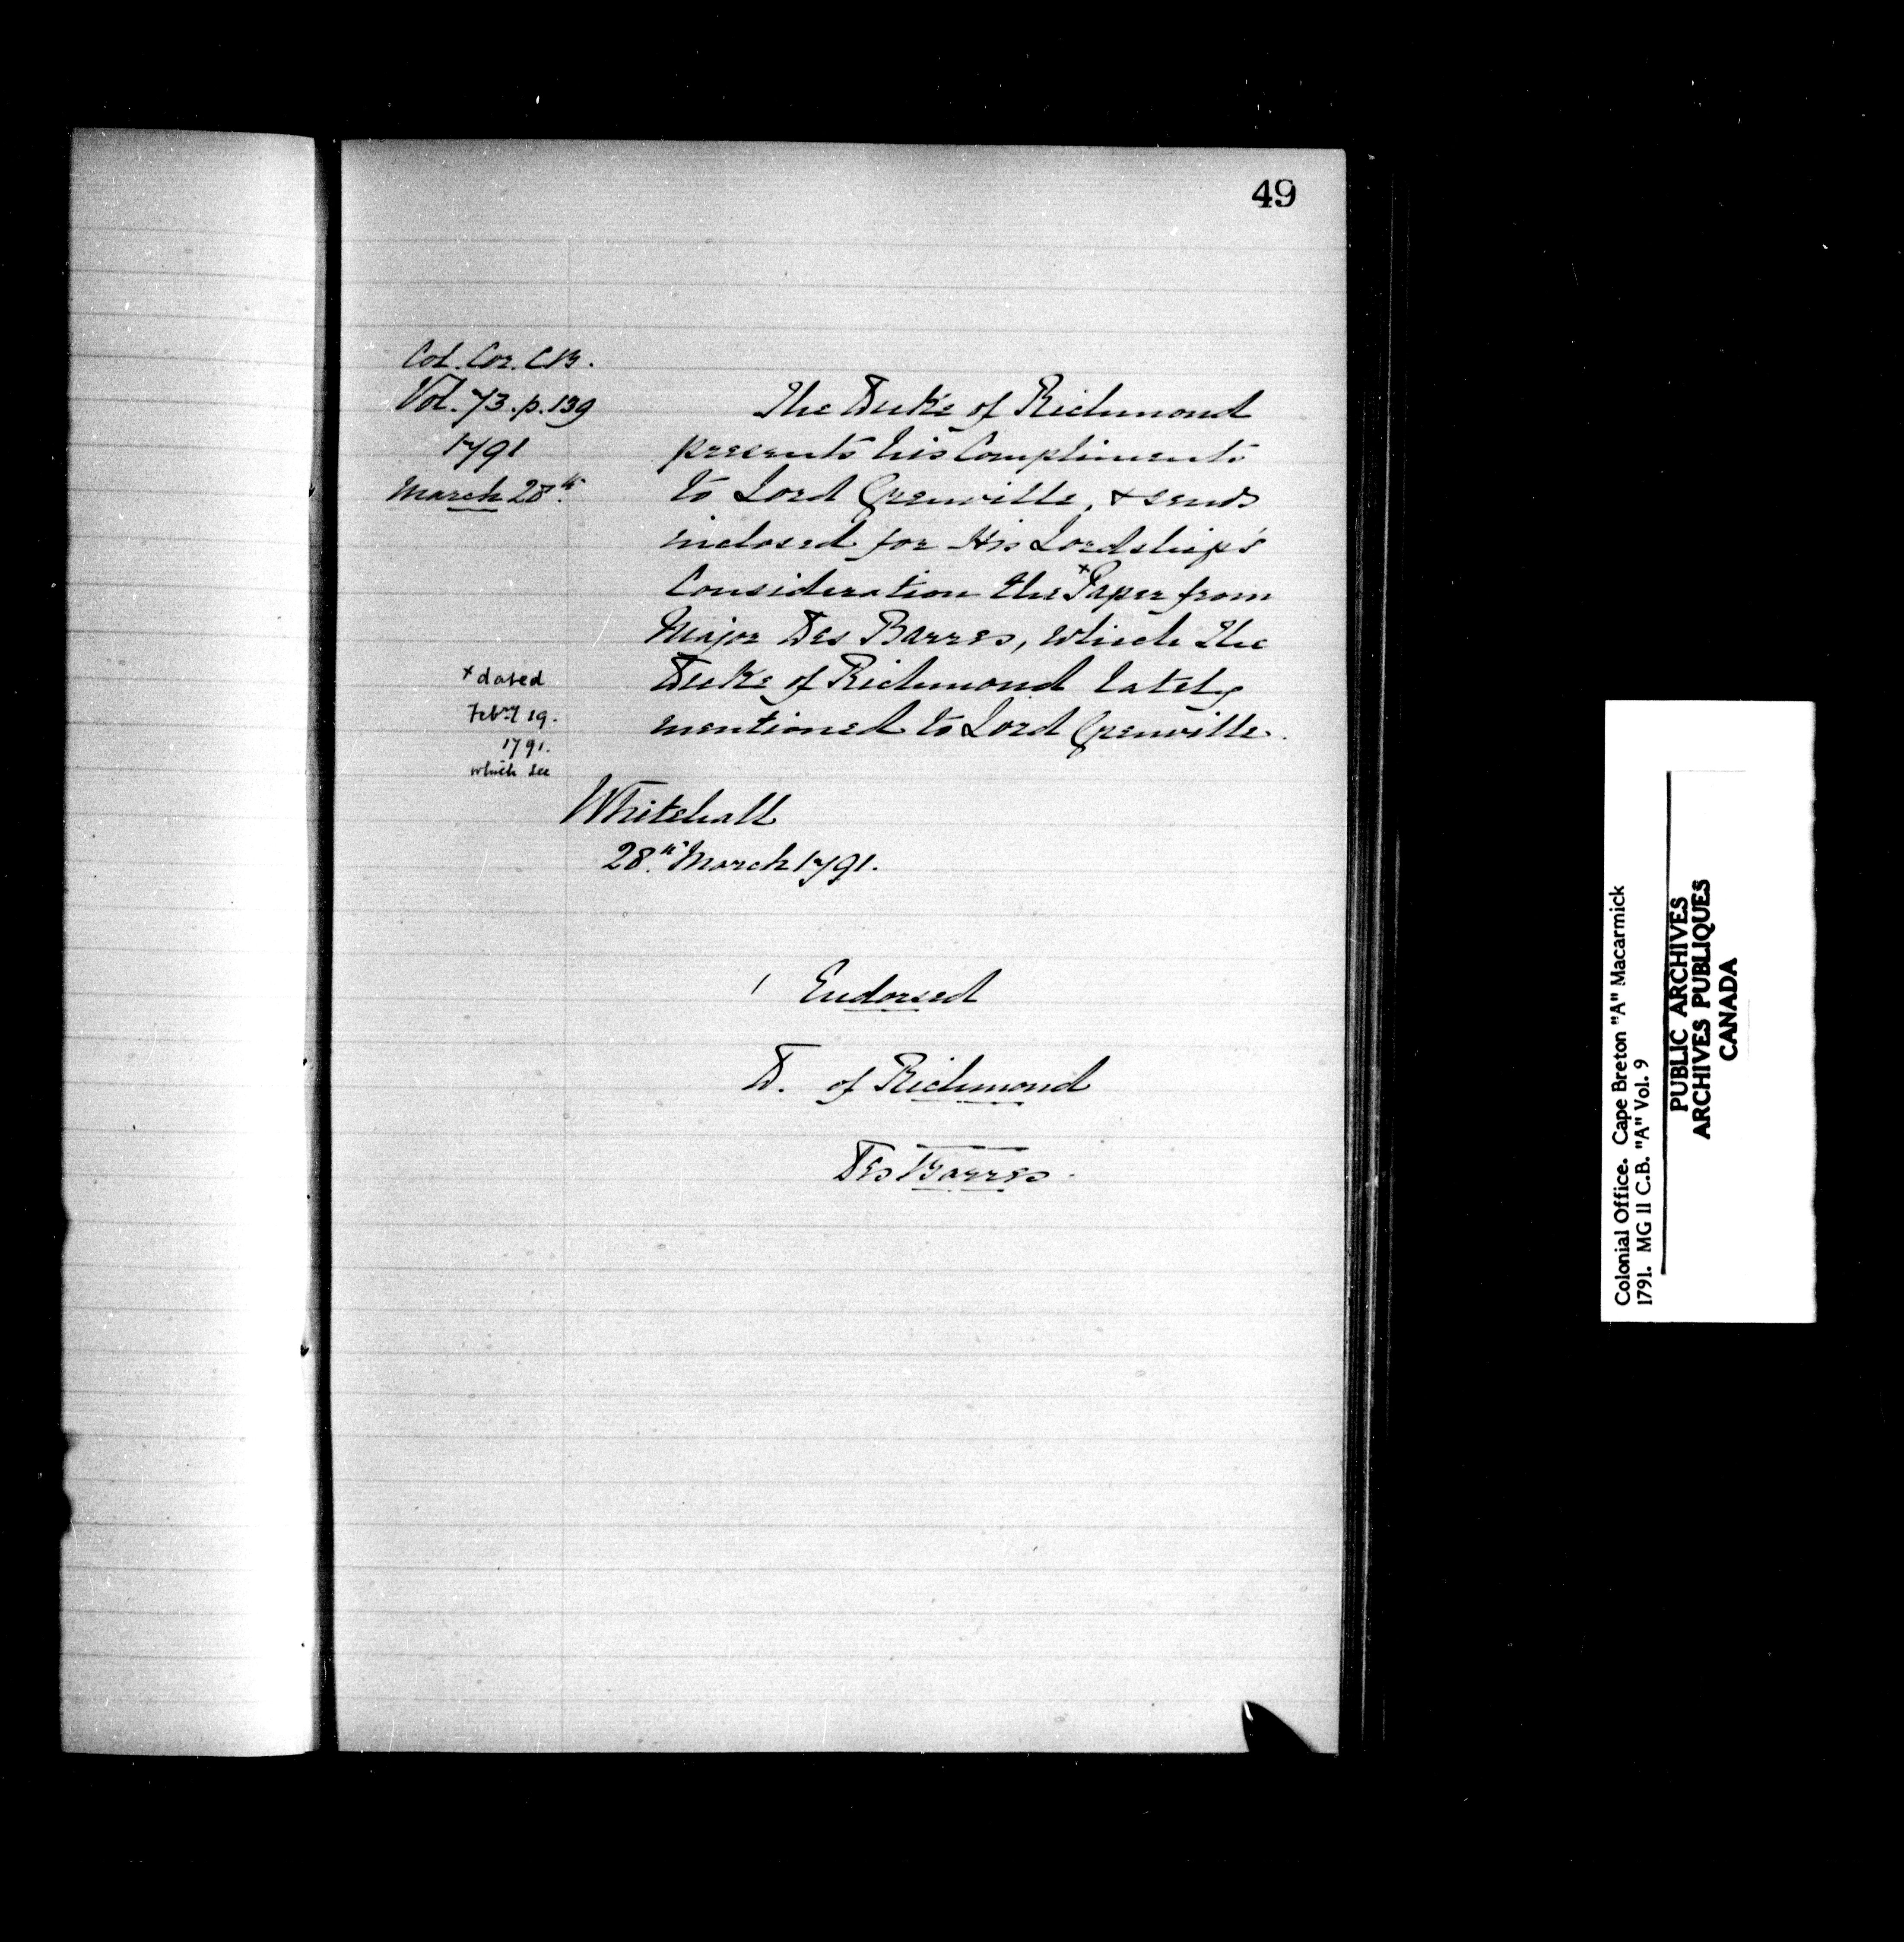 49
Col. Cor. C.B.
Vol. 73. p. 139
1791
March 28th
The Duke of Richmond
presents his Compliments
to Lord Grenville, & sends
inclosed for His Lordship's
Consideration the +Paper from
Major Des Barres, which The
Duke of Richmond lately
mentioned to Lord Grenville.
+ dated
Febry 19.
1791.
which see
Whitehall
28th March 1791.
Endorsed
D. of Richmond
Des Barres.
Colonial Office. Cape Breton "A" Macarmick
1791. MG 11 C.B. "A" Vol. 9
PUBLIC ARCHIVES
ARCHIVES PUBLIQUES
CANADA